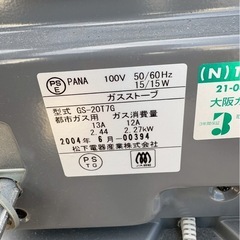 PS E PANA 100V 50/60Hz
15/15W
ガスストーブ
型式 GS-20T7G
都市ガス用 ガス消費量
13A 12A
2.44 2.27kW
2004年 6月-00394
PS TG
松下電器産業株式会社
(N)T
21-0
大阪ガ
3